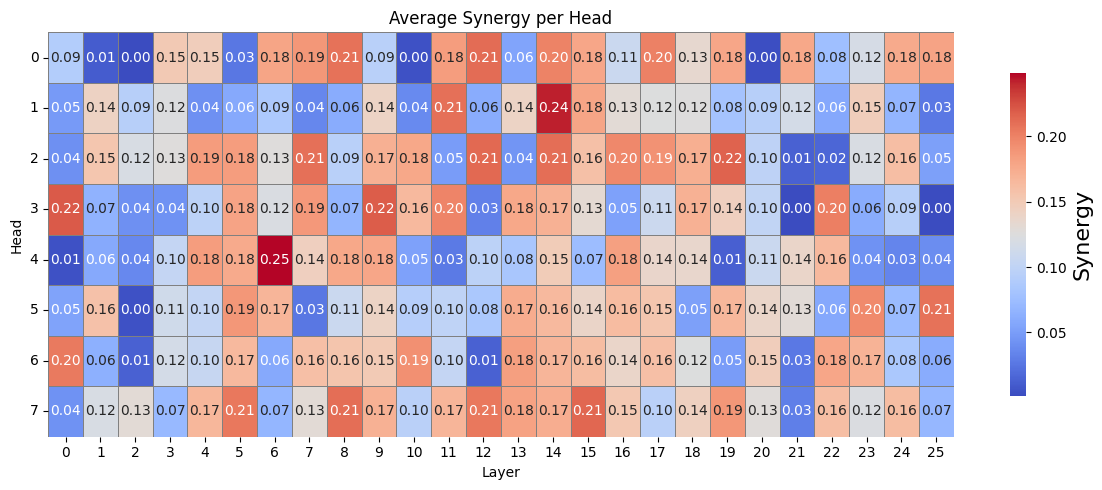 Average Synergy per Head
0 0.09 0.01 0.00 0.15 0.15 0.03 0.18 0.19 0.21 0.09 0.00 0.18 0.21 0.06 0.20 0.18 0.11 0.20 0.13 0.18 0.00 0.18 0.08 0.12 0.18 0.18
1 0.05 0.14 0.09 0.12 0.04 0.06 0.09 0.04 0.06 0.14 0.04 0.21 0.06 0.14 0.24 0.18 0.13 0.12 0.12 0.08 0.09 0.12 0.06 0.15 0.07 0.03
2 0.04 0.15 0.12 0.13 0.19 0.18 0.13 0.21 0.09 0.17 0.18 0.05 0.21 0.04 0.21 0.16 0.20 0.19 0.17 0.22 0.10 0.01 0.02 0.12 0.16 0.05
3 0.22 0.07 0.04 0.04 0.10 0.18 0.12 0.19 0.07 0.22 0.16 0.20 0.03 0.18 0.17 0.13 0.05 0.11 0.17 0.14 0.10 0.00 0.20 0.06 0.09 0.00
4 0.01 0.06 0.04 0.10 0.18 0.18 0.25 0.14 0.18 0.18 0.05 0.03 0.10 0.08 0.15 0.07 0.18 0.14 0.14 0.01 0.11 0.14 0.16 0.04 0.03 0.04
5 0.05 0.16 0.00 0.11 0.10 0.19 0.17 0.03 0.11 0.14 0.09 0.10 0.08 0.17 0.16 0.14 0.16 0.15 0.05 0.17 0.14 0.13 0.06 0.20 0.07 0.21
6 0.20 0.06 0.01 0.12 0.10 0.17 0.06 0.16 0.16 0.15 0.19 0.10 0.01 0.18 0.17 0.16 0.14 0.16 0.12 0.05 0.15 0.03 0.18 0.17 0.08 0.06
7 0.04 0.12 0.13 0.07 0.17 0.21 0.07 0.13 0.21 0.17 0.10 0.17 0.21 0.18 0.17 0.21 0.15 0.10 0.14 0.19 0.13 0.03 0.16 0.12 0.16 0.07
0 1 2 3 4 5 6 7 8 9 10 11 12 13 14 15 16 17 18 19 20 21 22 23 24 25
Layer
Head
0.20
0.15
0.10
0.05
Synergy